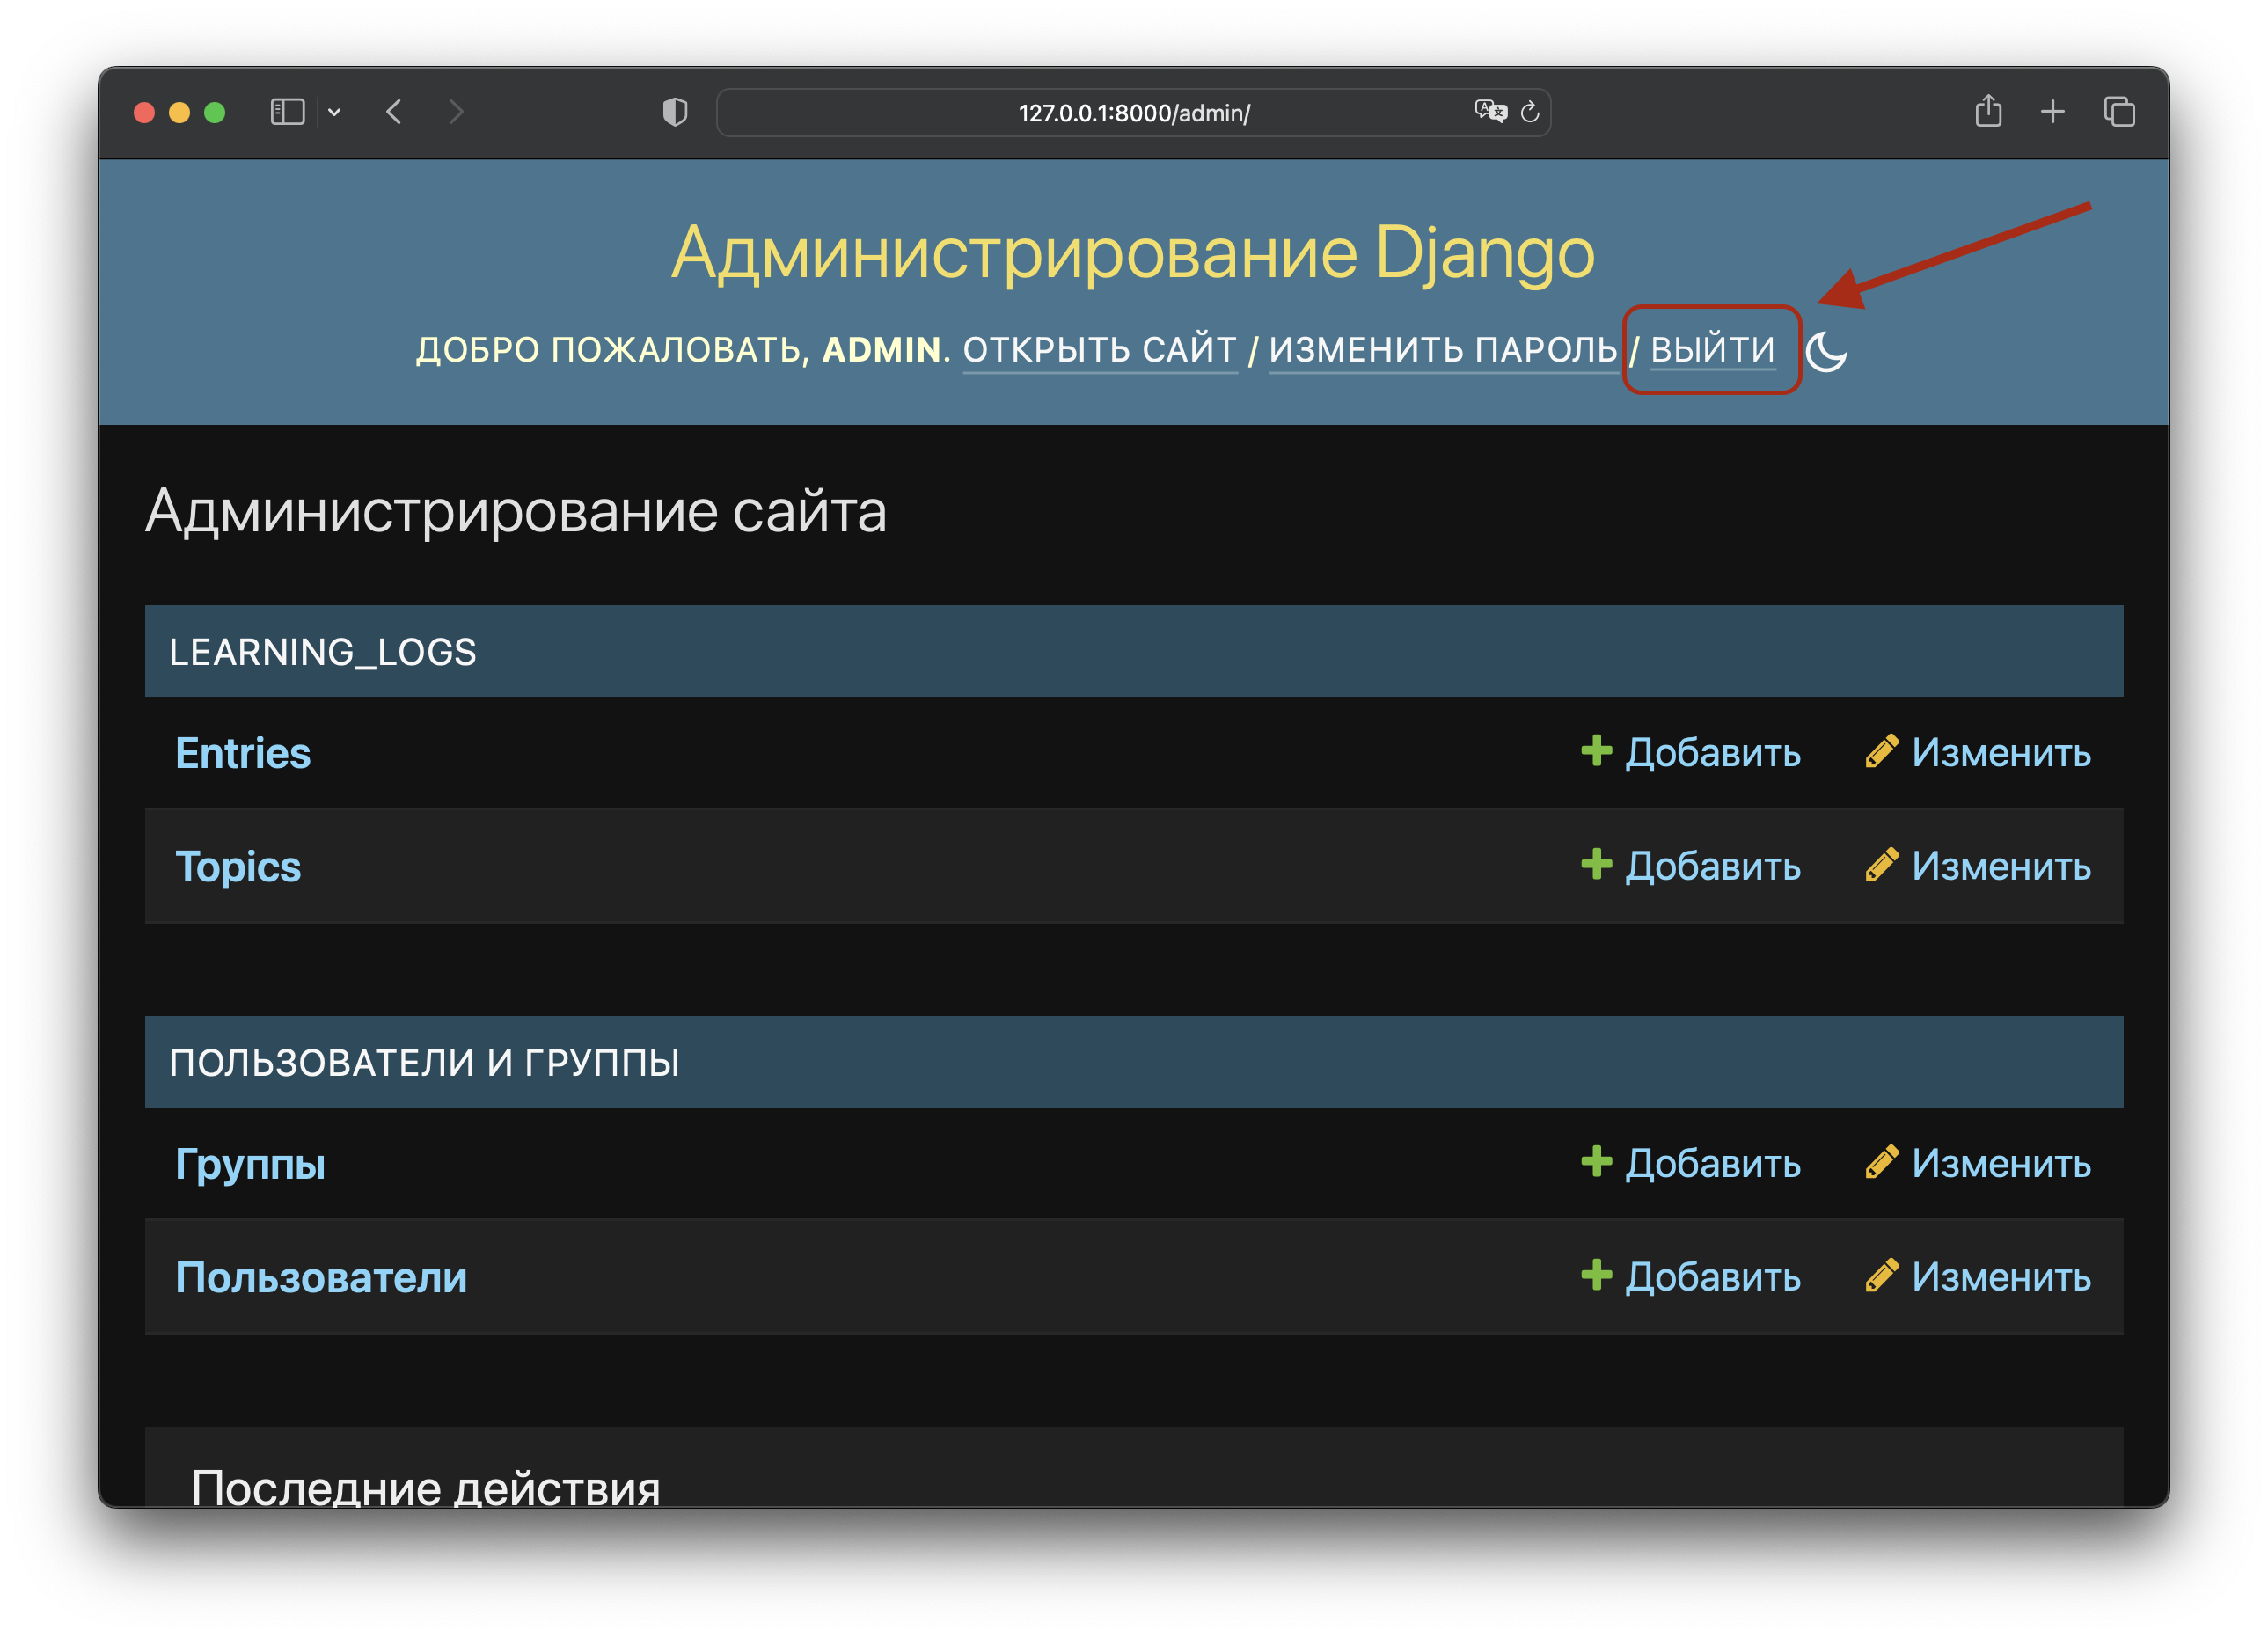 127.0.0.1:8000/admin/
Администрирование Django
ДОБРО ПОЖАЛОВАТЬ, ADMIN. ОТКРЫТЬ САЙТ / ИЗМЕНИТЬ ПАРОЛЬ / ВЫЙТИ
Администрирование сайта
LEARNING_LOGS
Entries Добавить Изменить
Topics Добавить Изменить
ПОЛЬЗОВАТЕЛИ И ГРУППЫ
Группы Добавить Изменить
Пользователи Добавить Изменить
Последние действия